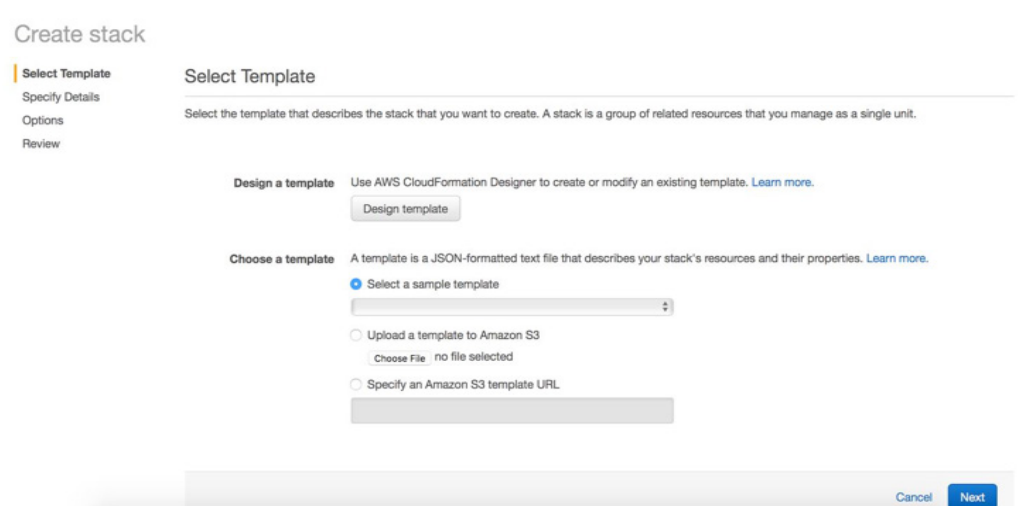 Create stack
Select Template
Specify Details
Options
Review
Select Template
Select the template that describes the stack that you want to create. A stack is a group of related resources that you manage as a single unit.
Design a template Use AWS CloudFormation Designer to create or modify an existing template. Learn more.
Design template
Choose a template A template is a JSON-formatted text file that describes your stack's resources and their properties. Learn more.
Select a sample template
Upload a template to Amazon S3
Choose File no file selected
Specify an Amazon S3 template URL
Cancel Next